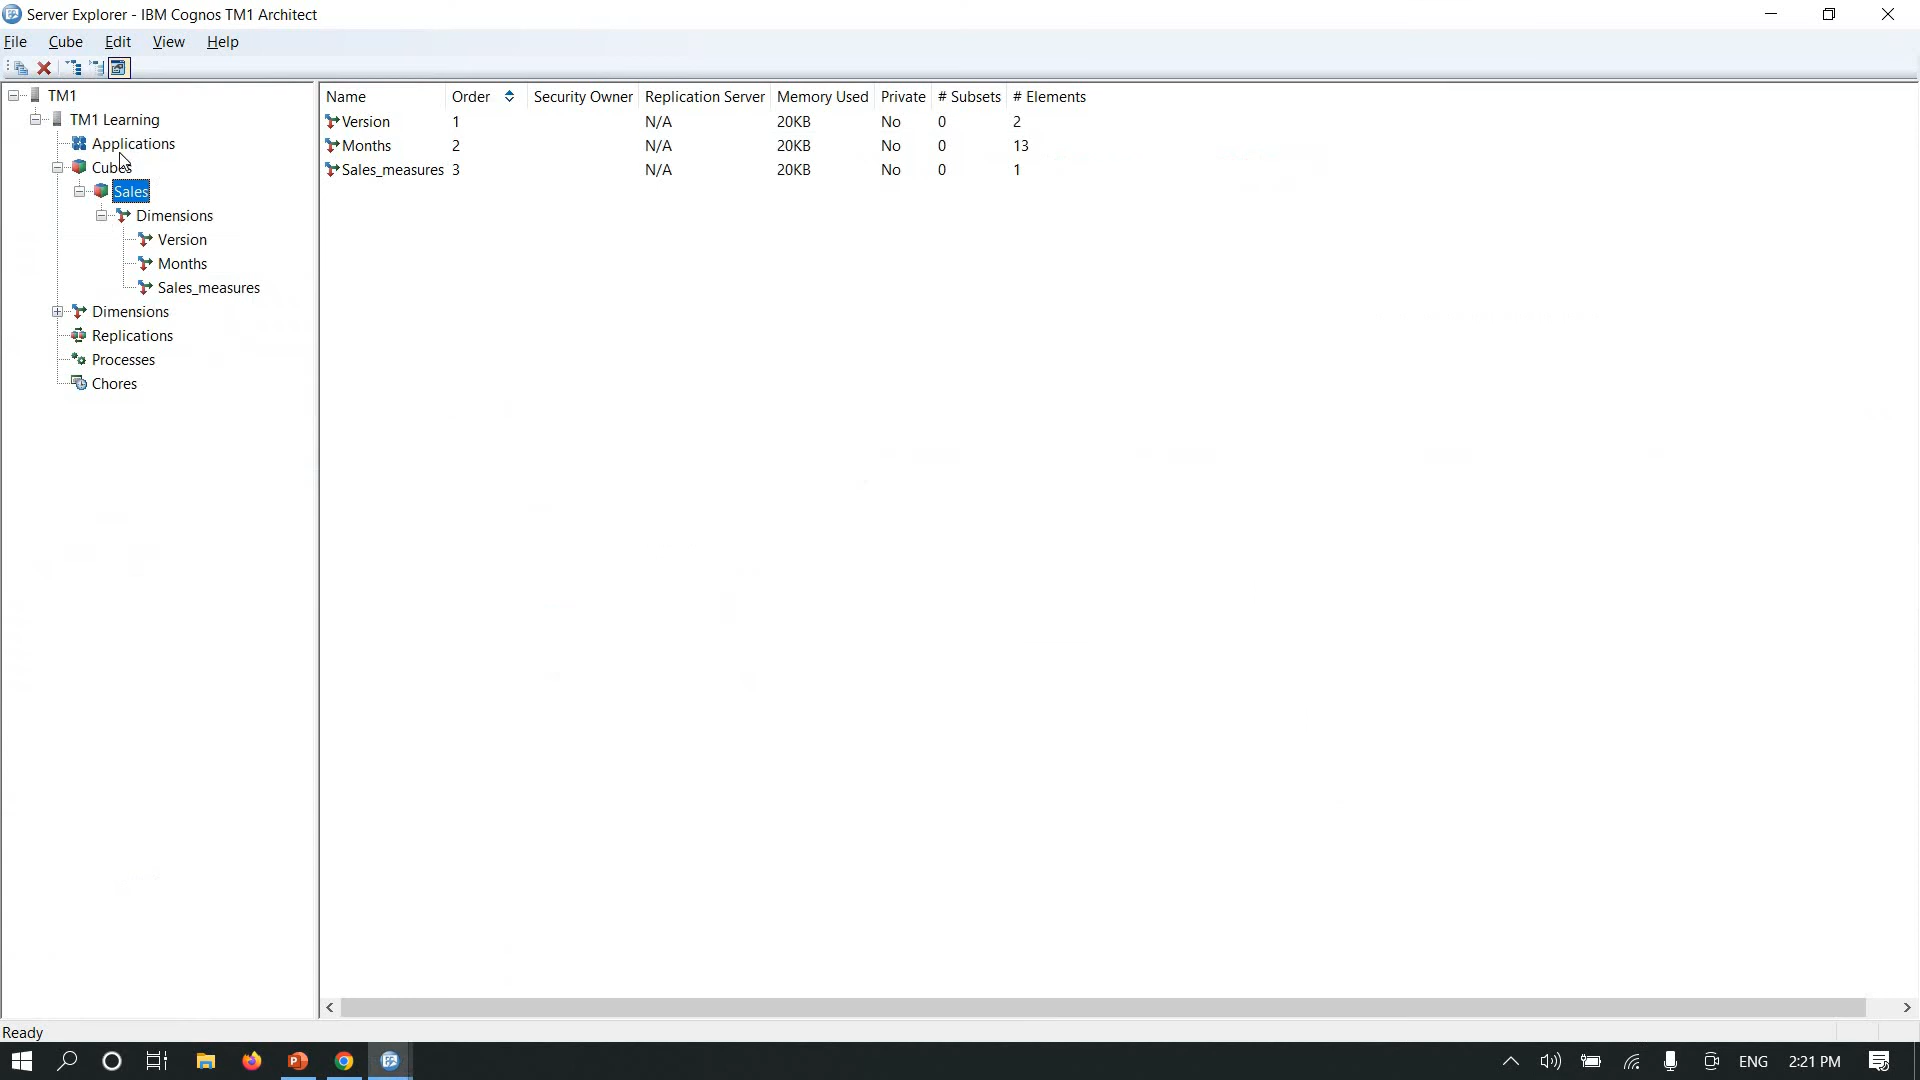 Server Explorer - IBM Cognos TM1 Architect
File Cube Edit View Help
TM1
TM1 Learning
Applications
Cubes
Sales
Dimensions
Version
Months
Sales_measures
Dimensions
Replications
Processes
Chores
Name Order Security Owner Replication Server Memory Used Private # Subsets # Elements
Version 1 N/A 20KB No 0 2
Months 2 N/A 20KB No 0 13
Sales_measures 3 N/A 20KB No 0 1
Ready
ENG 2:21 PM